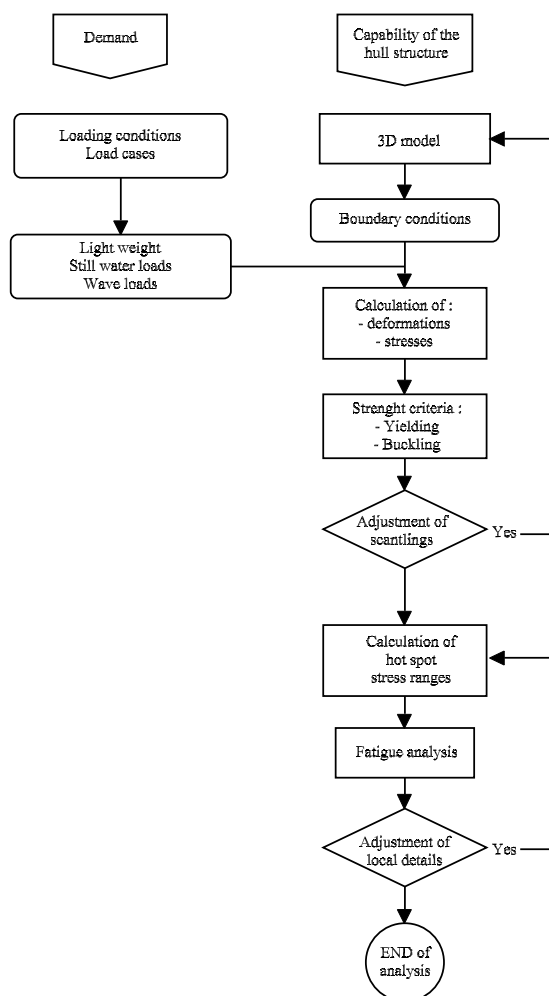 Demand
Capability of the
hull structure
Loading conditions
Load cases
3D model
Boundary conditions
Light weight
Still water loads
Wave loads
Calculation of :
- deformations
- stresses
Strenght criteria :
- Yielding
- Buckling
Adjustment of
scantlings
Yes
Calculation of
hot spot
stress ranges
Fatigue analysis
Adjustment of
local details
Yes
END of
analysis